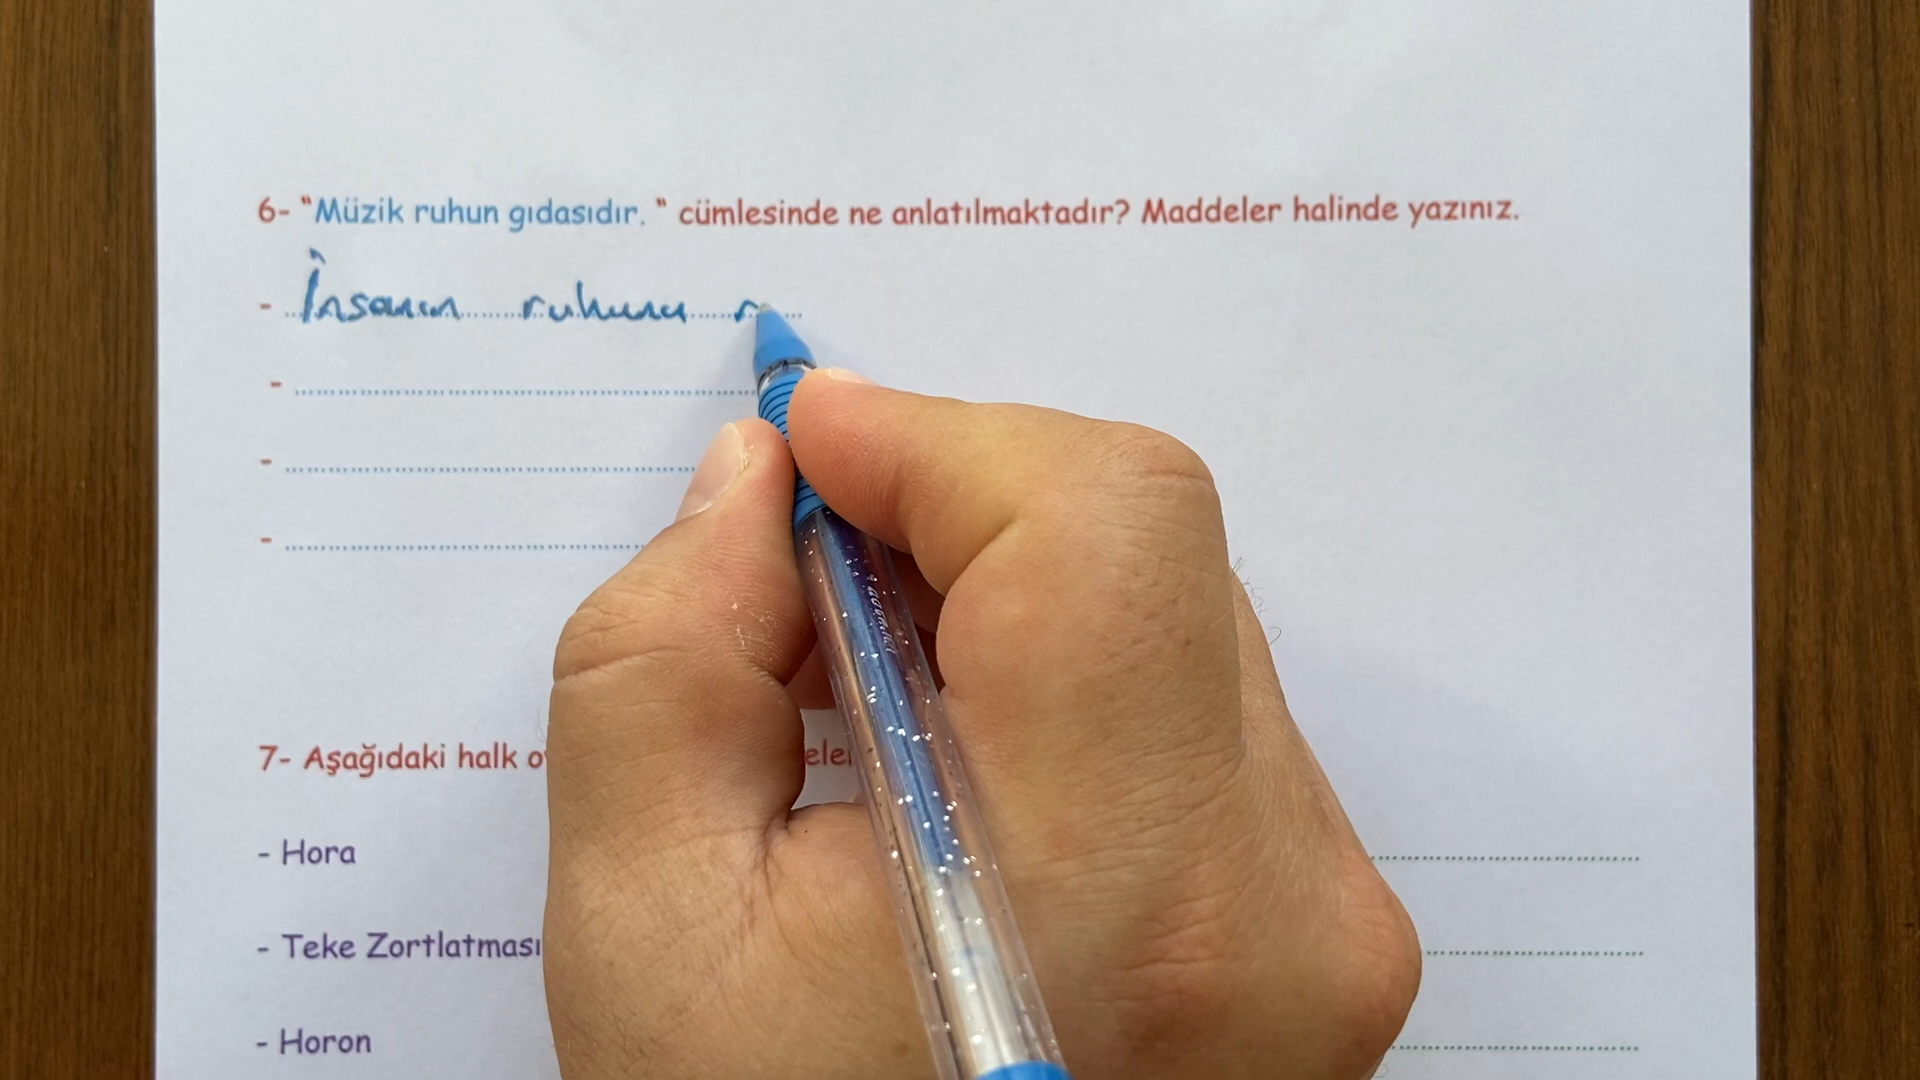 6- "Müzik ruhun gıdasıdır. " cümlesinde ne anlatılmaktadır? Maddeler halinde yazınız.
- İnsanın ruhunu
-
-
-
7- Aşağıdaki halk
- Hora
- Teke Zortlatması
- Horon